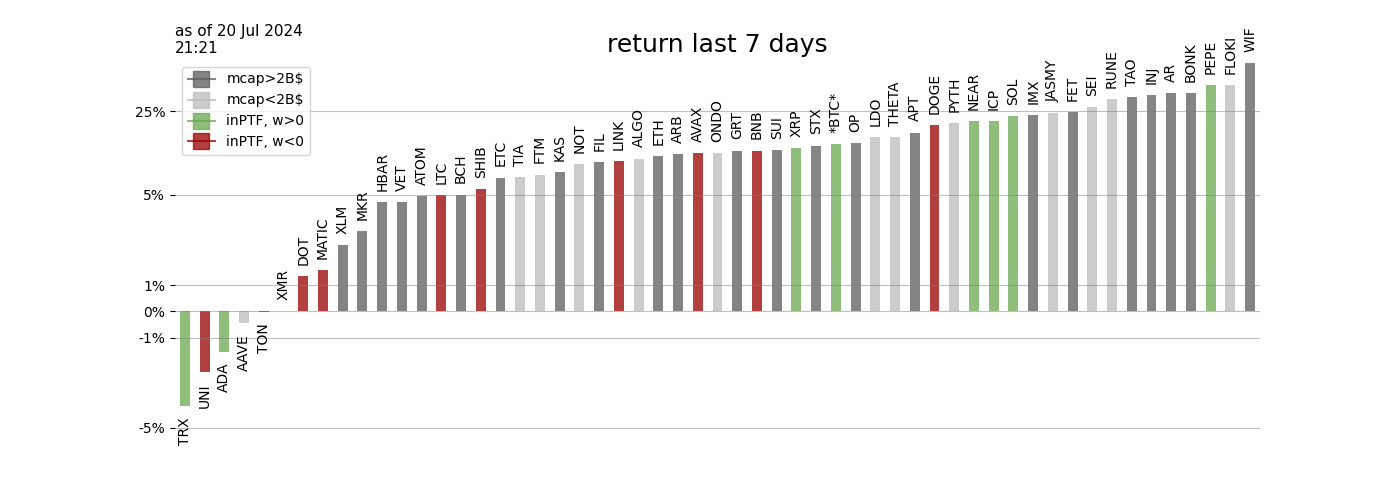 as of 20 Jul 2024
21:21
return last 7 days
mcap>2B$
mcap<2B$
inPTF, w>0
inPTF, w<0
25%
5%
1%
0%
-1%
-5%
TRX
UNI
ADA
AAVE
TON
XMR
DOT
MATIC
XLM
MKR
HBAR
VET
ATOM
LTC
BCH
SHIB
ETC
TIA
FTM
KAS
NOT
FIL
LINK
ALGO
ETH
ARB
AVAX
ONDO
GRT
BNB
SUI
XRP
STX
*BTC*
OP
LDO
THETA
APT
DOGE
PYTH
NEAR
ICP
SOL
IMX
JASMY
FET
SEI
RUNE
TAO
INJ
AR
BONK
PEPE
FLOKI
WIF